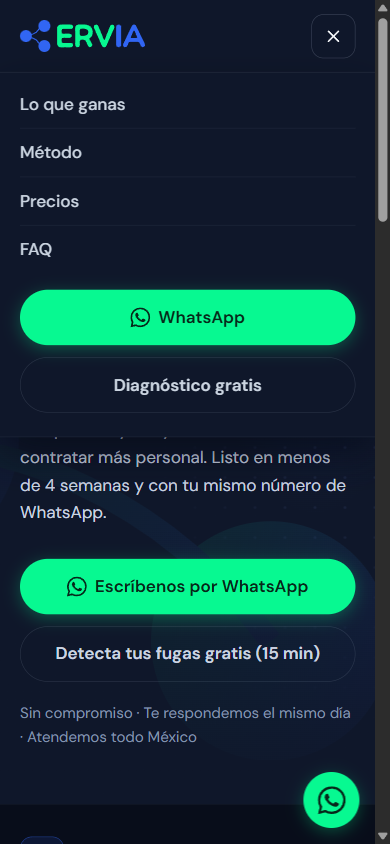 ERVIA
Lo que ganas
Método
Precios
FAQ
WhatsApp
Diagnóstico gratis
contratar más personal. Listo en menos
de 4 semanas y con tu mismo número de
WhatsApp.
Escríbenos por WhatsApp
Detecta tus fugas gratis (15 min)
Sin compromiso · Te respondemos el mismo día
· Atendemos todo México